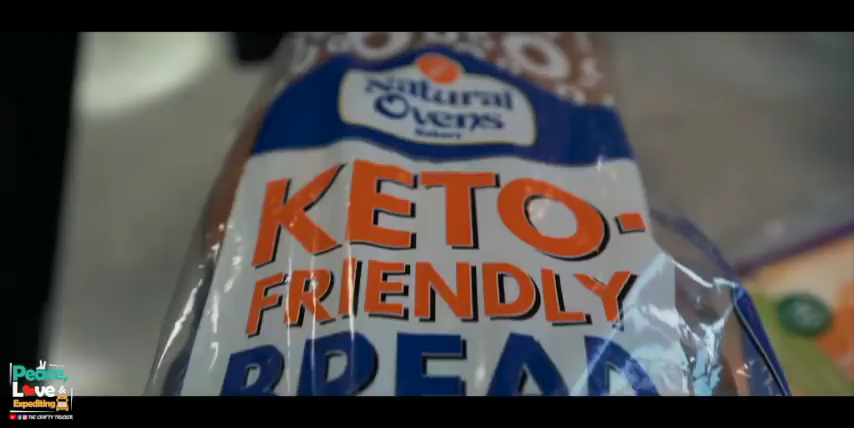 Natural
Ovens
Bakery
KETO-
FRIENDLY
BREAD
Peace,
Love &
Expediting
THE CRAFTY TRUCKER